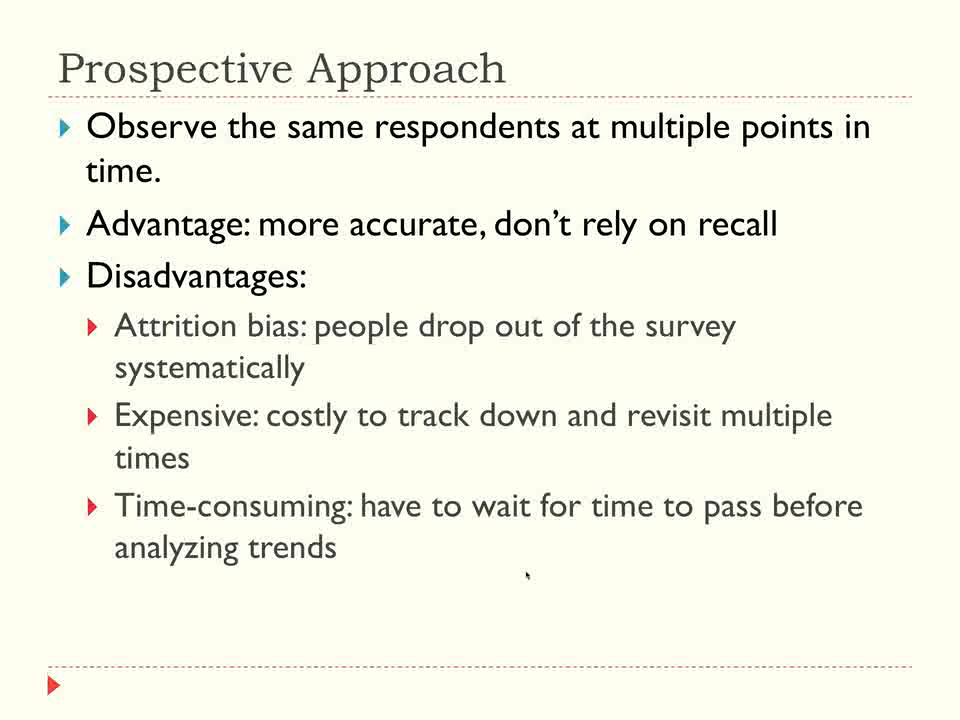 Prospective Approach
Observe the same respondents at multiple points in
time.
Advantage: more accurate, don’t rely on recall
Disadvantages:
Attrition bias: people drop out of the survey
systematically
Expensive: costly to track down and revisit multiple
times
Time-consuming: have to wait for time to pass before
analyzing trends